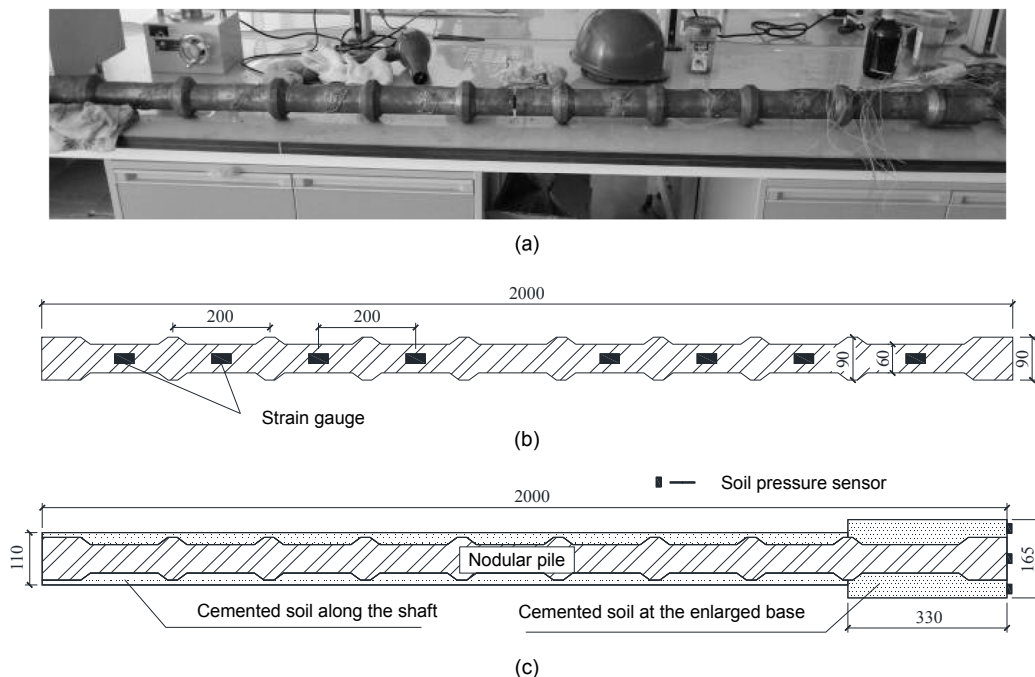 (a)
2000
200
200
90
60
90
Strain gauge
(b)
Soil pressure sensor
2000
110
Nodular pile
165
Cemented soil along the shaft
Cemented soil at the enlarged base
330
(c)